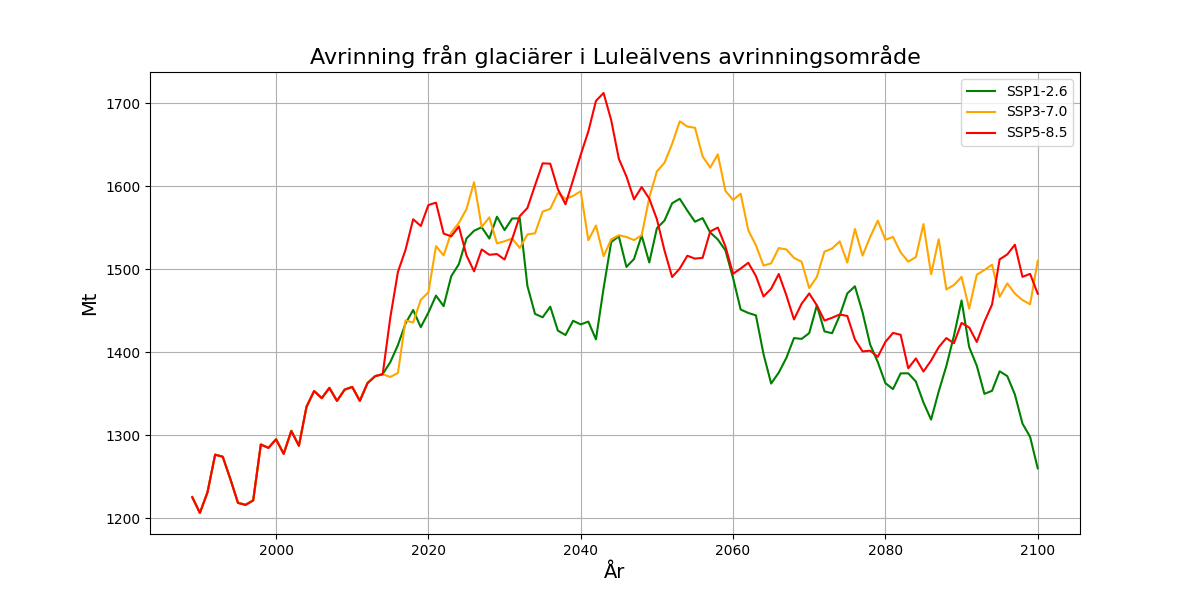 Avrinning från glaciärer i Luleälvens avrinningsområde
SSP1-2.6
SSP3-7.0
SSP5-8.5
Mt
1700
1600
1500
1400
1300
1200
2000 2020 2040 2060 2080 2100
År